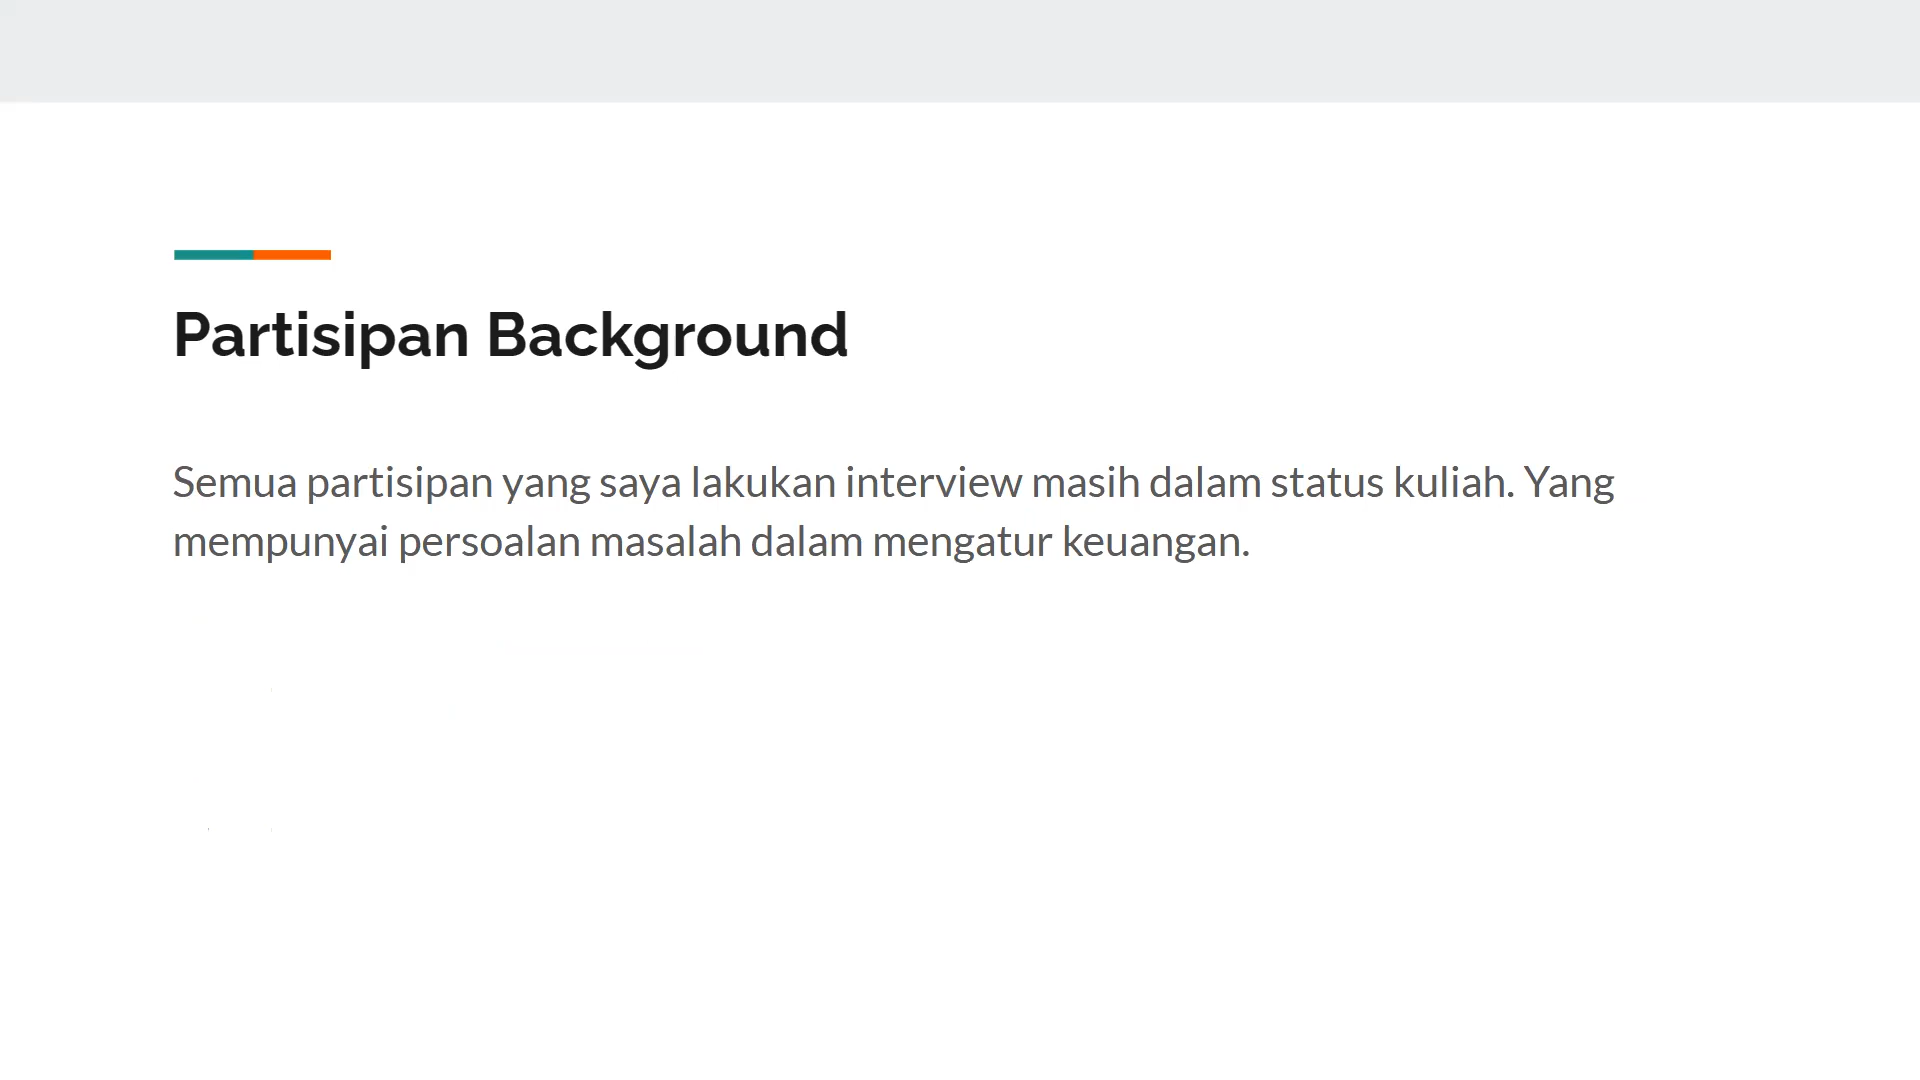 Partisipan Background
Semua partisipan yang saya lakukan interview masih dalam status kuliah. Yang
mempunyai persoalan masalah dalam mengatur keuangan.